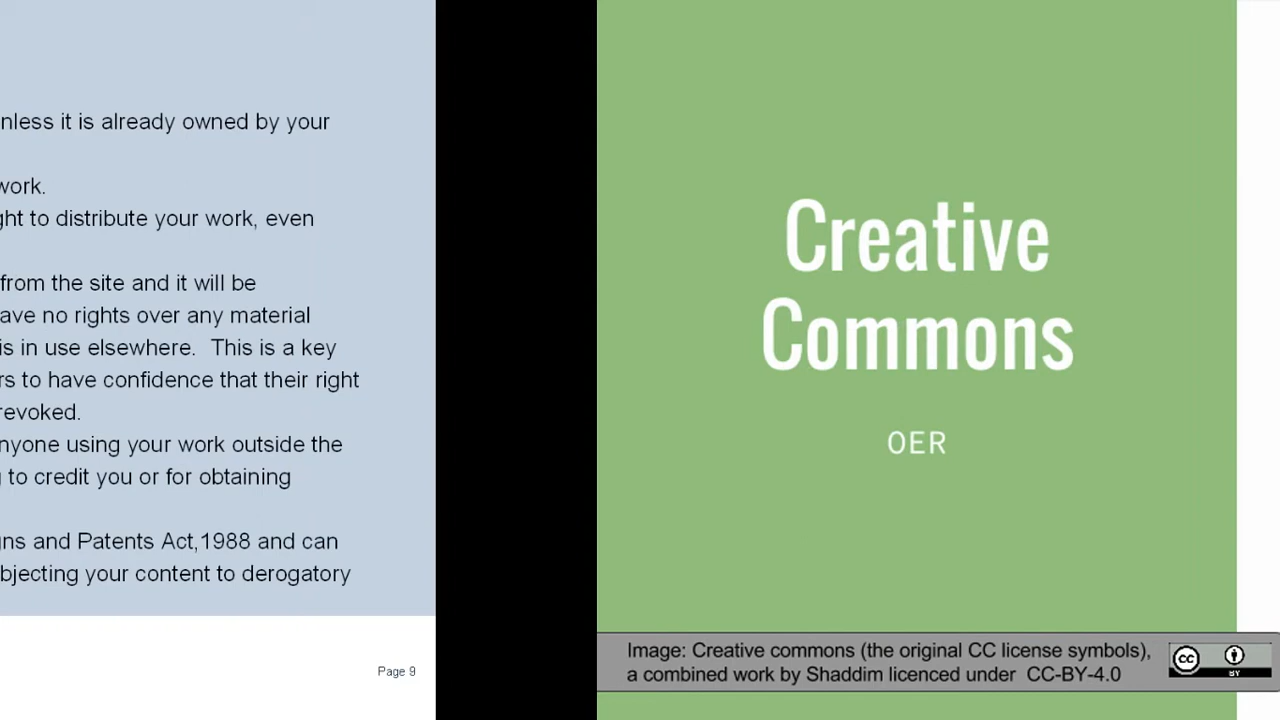 nless it is already owned by your
work.
ght to distribute your work, even
from the site and it will be
ave no rights over any material
is in use elsewhere. This is a key
rs to have confidence that their right
revoked.
nyone using your work outside the
to credit you or for obtaining
gns and Patents Act,1988 and can
bjecting your content to derogatory
Page 9
Creative
Commons
OER
Image: Creative commons (the original CC license symbols),
a combined work by Shaddim licenced under CC-BY-4.0
cc
BY